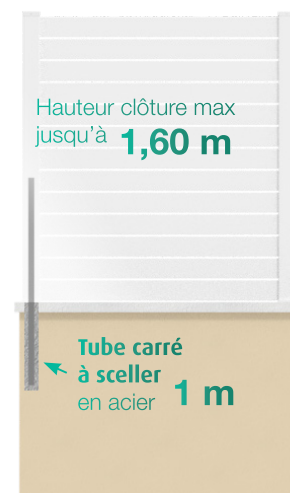 Hauteur clôture max
jusqu'à 1,60 m
Tube carré
à sceller
en acier 1 m